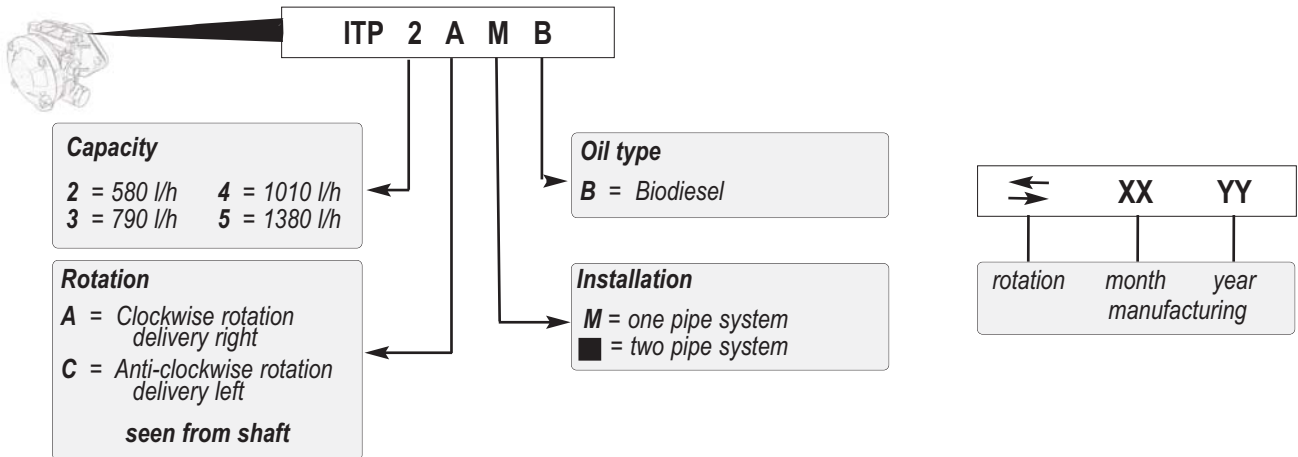 ITP 2 A M B
Capacity
2 = 580 l/h 4 = 1010 l/h
3 = 790 l/h 5 = 1380 l/h
Rotation
A = Clockwise rotation
delivery right
C = Anti-clockwise rotation
delivery left
seen from shaft
Oil type
B = Biodiesel
Installation
M = one pipe system
■ = two pipe system
XX YY
rotation month year
manufacturing